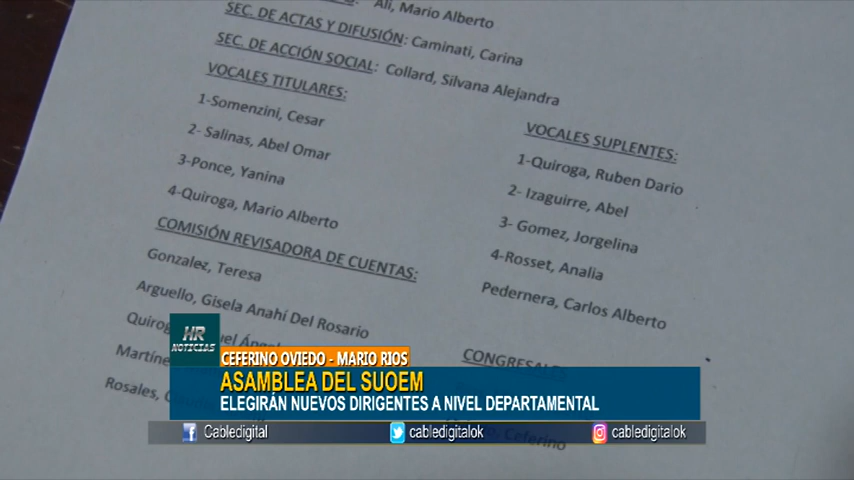 Ali, Mario Alberto
SEC. DE ACTAS Y DIFUSIÓN: Caminati, Carina
SEC. DE ACCIÓN SOCIAL: Collard, Silvana Alejandra
VOCALES TITULARES:
1-Somenzini, Cesar
2- Salinas, Abel Omar
3-Ponce, Yanina
4-Quiroga, Mario Alberto
VOCALES SUPLENTES:
1-Quiroga, Ruben Dario
2- Izaguirre, Abel
3- Gomez, Jorgelina
4-Rosset, Analia
Pedernera, Carlos Alberto
COMISIÓN REVISADORA DE CUENTAS:
Gonzalez, Teresa
Arguello, Gisela Anahí Del Rosario
Rosales,
Ceferino
HR
NOTICIAS
CEFERINO OVIEDO - MARIO RIOS
ASAMBLEA DEL SUOEM
ELEGIRÁN NUEVOS DIRIGENTES A NIVEL DEPARTAMENTAL
Cabledigital
cabledigitalok
cabledigitalok